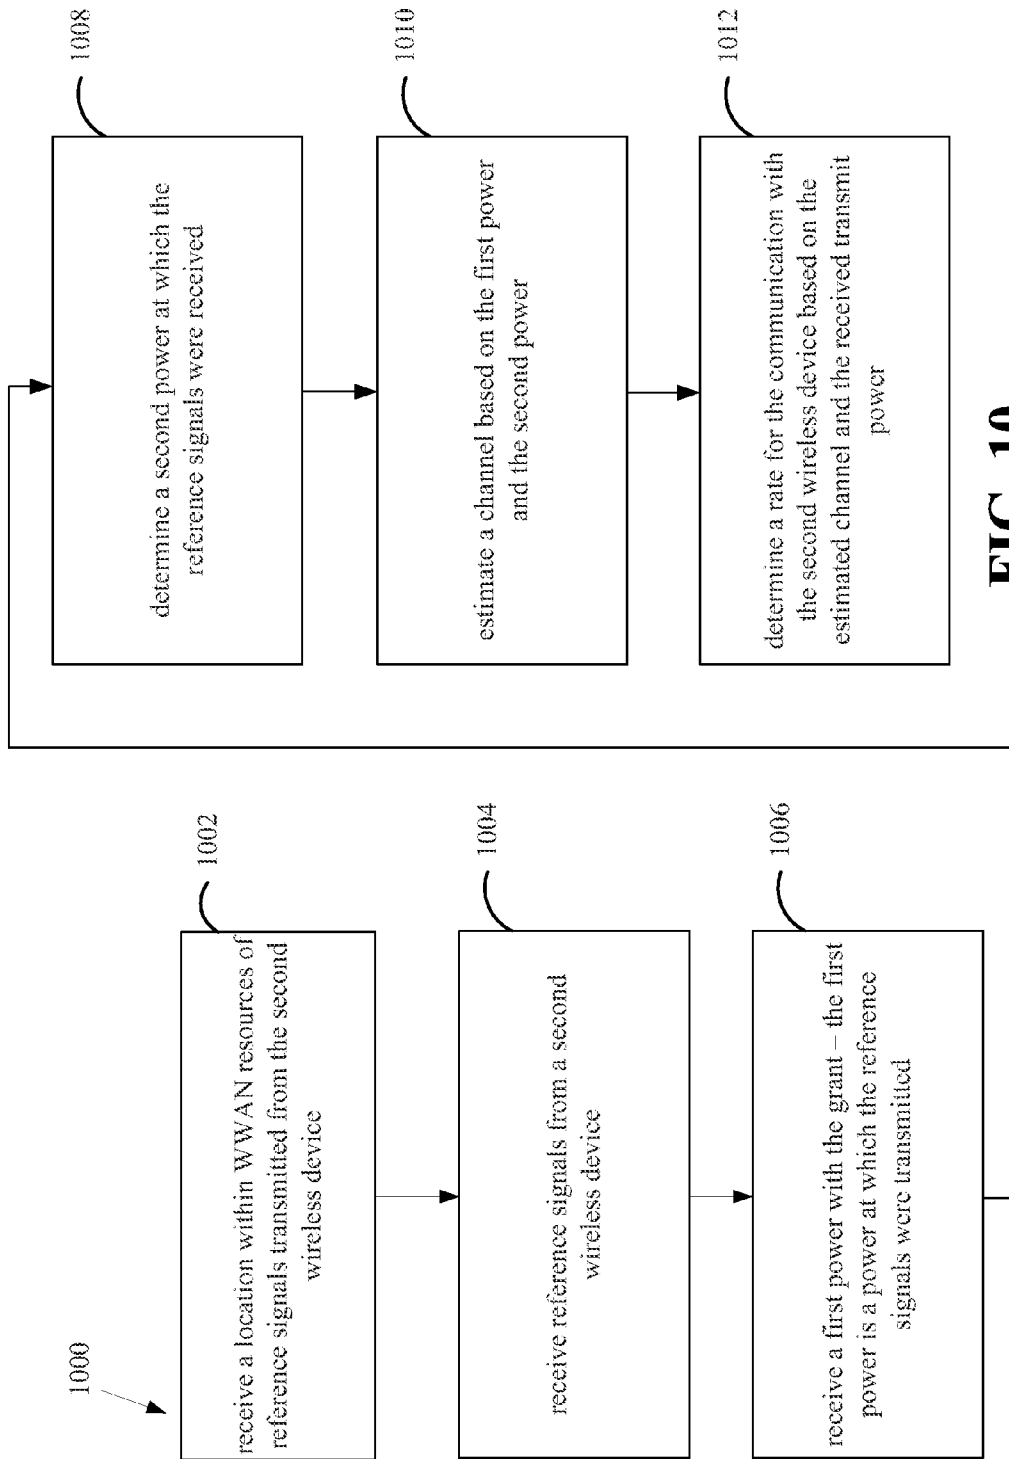 1000
1002
receive a location within WWAN resources of
reference signals transmitted from the second
wireless device
1004
receive reference signals from a second
wireless device
1006
receive a first power with the grant – the first
power is a power at which the reference
signals were transmitted
1008
determine a second power at which the
reference signals were received
1010
estimate a channel based on the first power
and the second power
1012
determine a rate for the communication with
the second wireless device based on the
estimated channel and the received transmit
power
FIG. 10